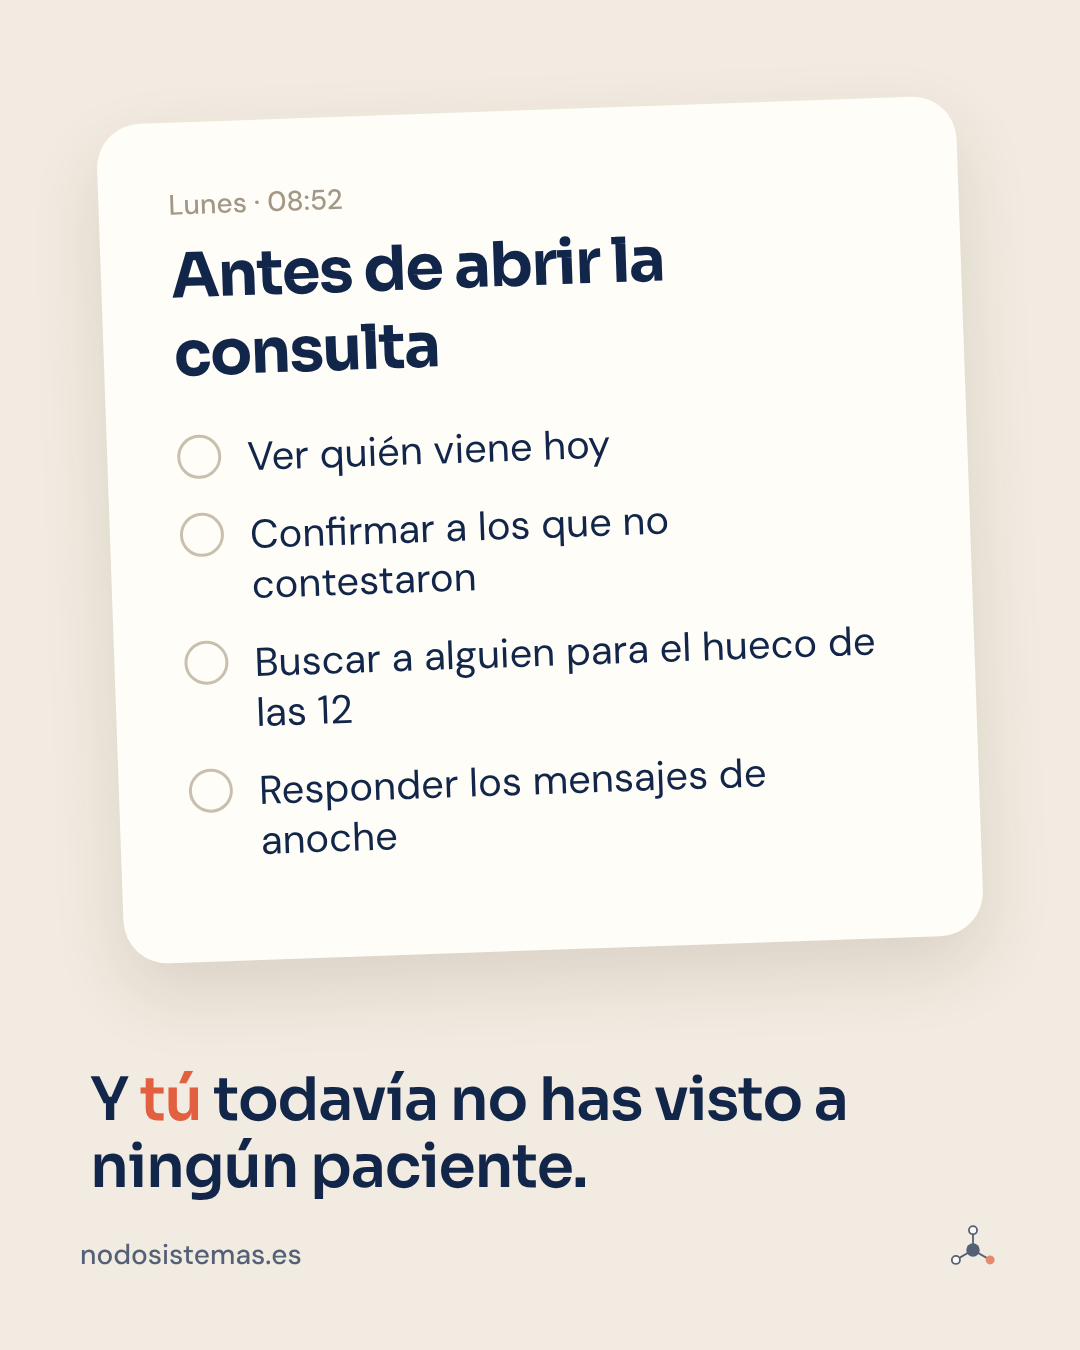 Lunes · 08:52
Antes de abrir la
consulta
Ver quién viene hoy
Confirmar a los que no
contestaron
Buscar a alguien para el hueco de
las 12
Responder los mensajes de
anoche
Y tú todavía no has visto a
ningún paciente.
nodosistemas.es